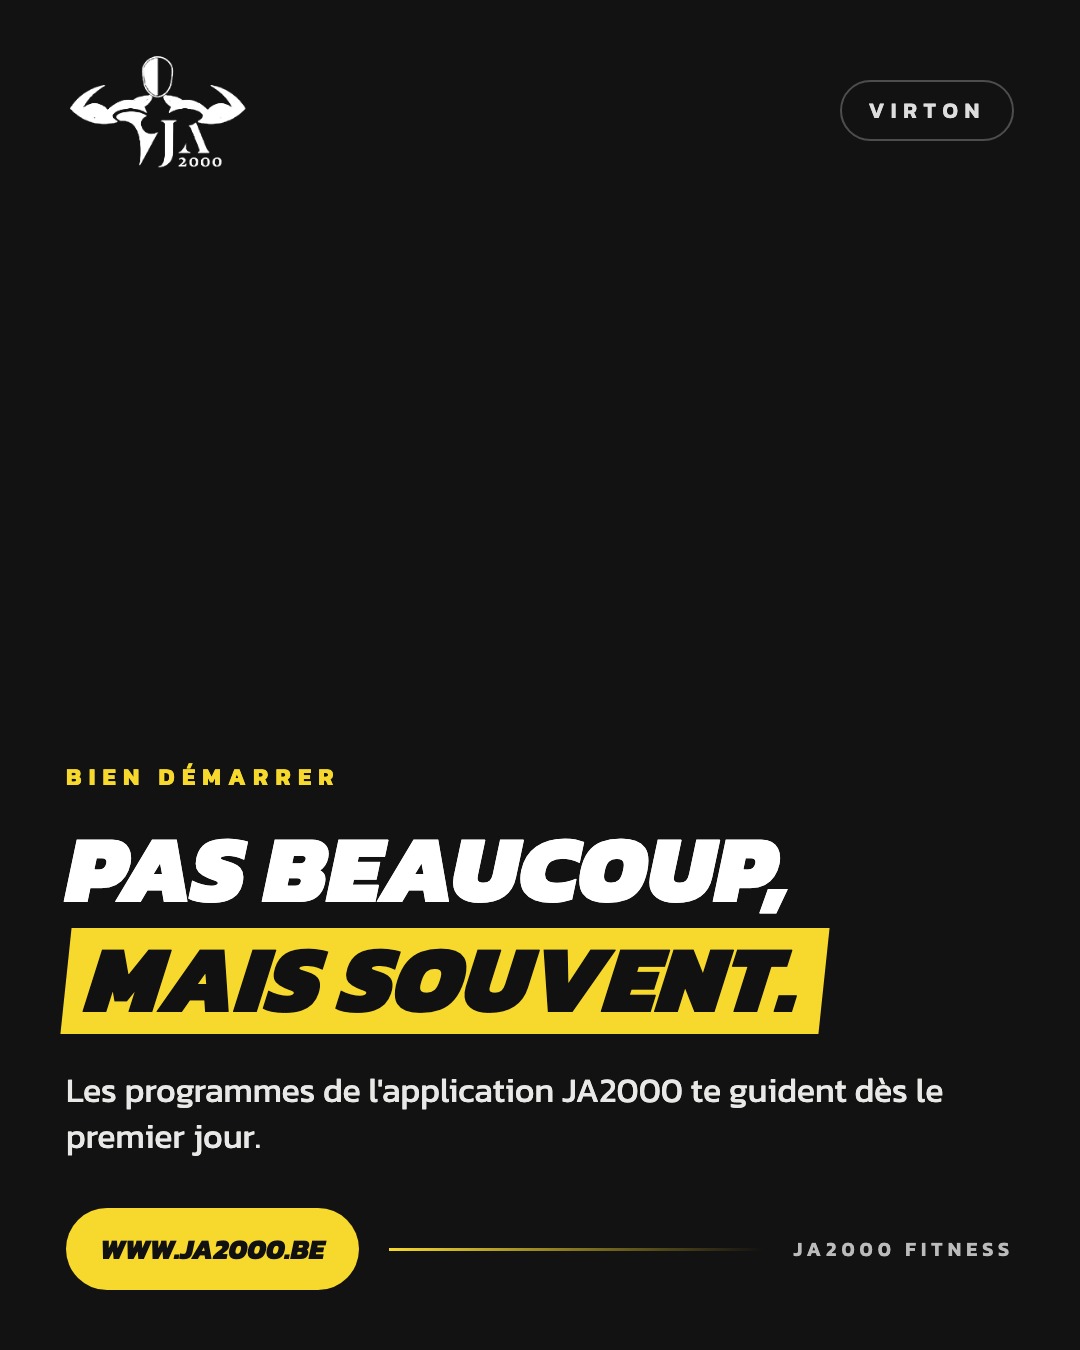 JA
2000
VIRTON
BIEN DÉMARRER
PAS BEAUCOUP,
MAIS SOUVENT.
Les programmes de l'application JA2000 te guident dès le
premier jour.
WWW.JA2000.BE
JA2000 FITNESS